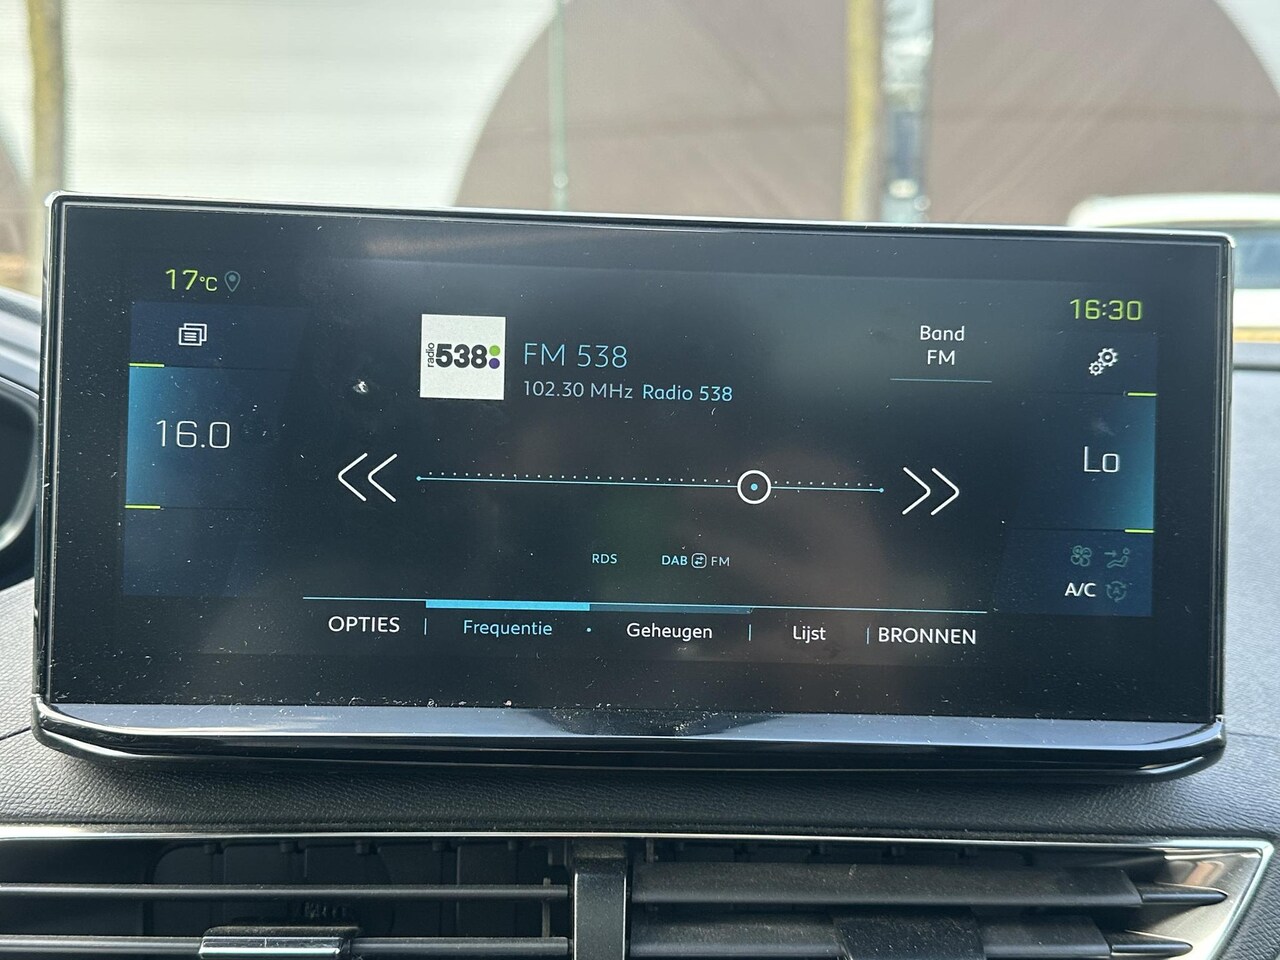 17°C
16:30
radio
538
FM 538
102.30 MHz Radio 538
Band
FM
16.0
Lo
RDS
DAB FM
A/C
OPTIES | Frequentie · Geheugen | Lijst | BRONNEN